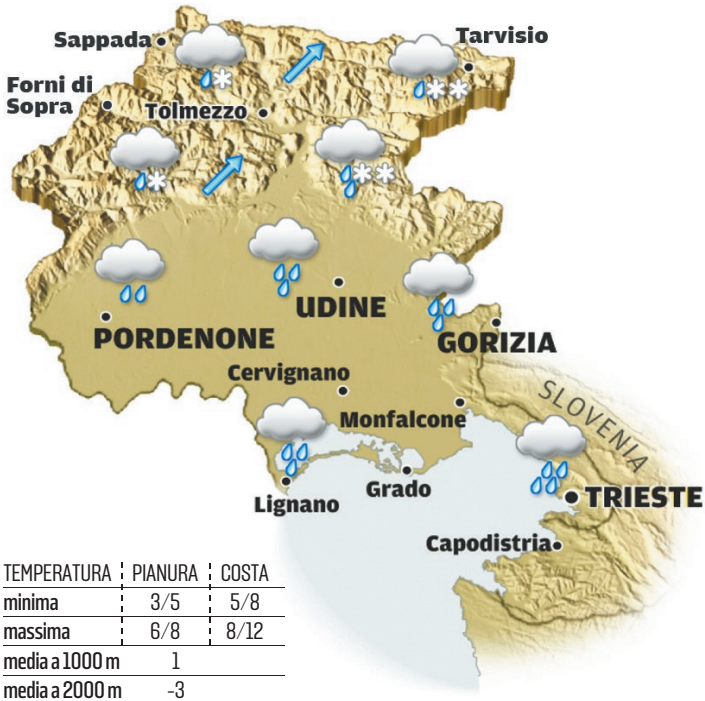 Sappada
Tarvisio
Forni di
Sopra
Tolmezzo
UDINE
PORDENONE
GORIZIA
Cervignano
SLOVENIA
Monfalcone
Lignano
Grado
TRIESTE
Capodistria
TEMPERATURA PIANURA COSTA
minima 3/5 5/8
massima 6/8 8/12
media a 1000 m 1
media a 2000 m -3